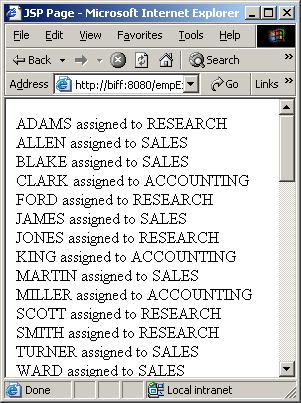 JSP Page - Microsoft Internet Explorer
File Edit View Favorites Tools Help
Back Search
Address http://biff:8080/empE Go Links
ADAMS assigned to RESEARCH
ALLEN assigned to SALES
BLAKE assigned to SALES
CLARK assigned to ACCOUNTING
FORD assigned to RESEARCH
JAMES assigned to SALES
JONES assigned to RESEARCH
KING assigned to ACCOUNTING
MARTIN assigned to SALES
MILLER assigned to ACCOUNTING
SCOTT assigned to RESEARCH
SMITH assigned to RESEARCH
TURNER assigned to SALES
WARD assigned to SALES
Done Local intranet